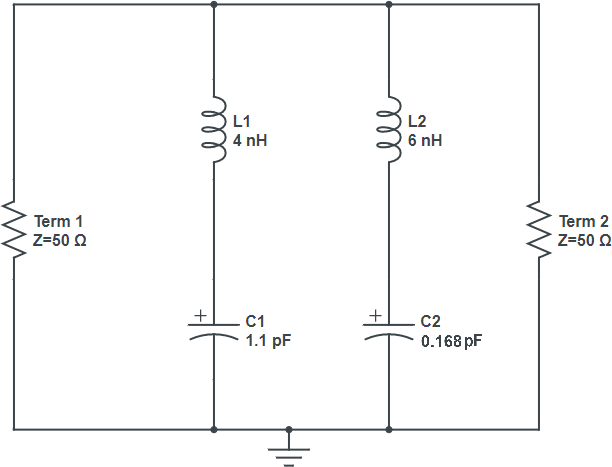 L1
4 nH
L2
6 nH
Term 1
Z=50 Ω
Term 2
Z=50 Ω
+
C1
1.1 pF
+
C2
0.168 pF